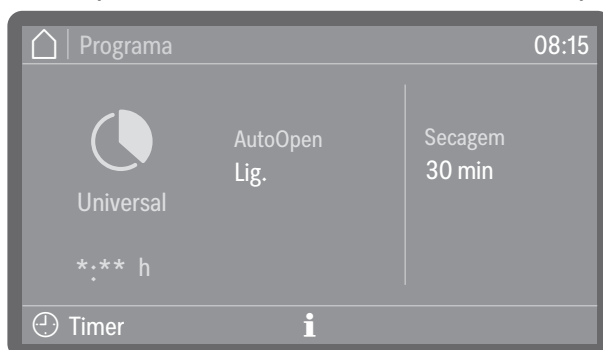 Programa 08:15
AutoOpen
Lig.
Secagem
30 min
Universal
*:** h
Timer i